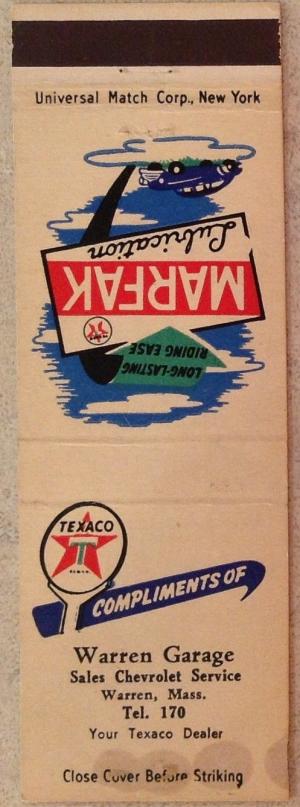 Universal Match Corp., New York
MARFAK
Lubrication
LONG-LASTING
RIDING EASE
TEXACO
T
COMPLIMENTS OF
Warren Garage
Sales Chevrolet Service
Warren, Mass.
Tel. 170
Your Texaco Dealer
Close Cover Before Striking